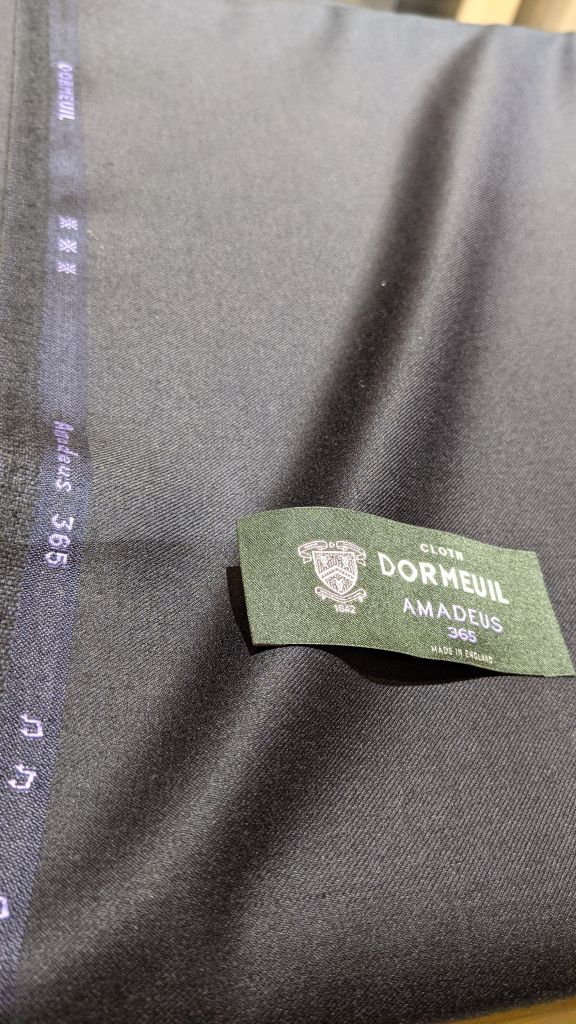 DORMEUIL
Amadeus 365
CLOTH
DORMEUIL
1842
AMADEUS
365
MADE IN ENGLAND